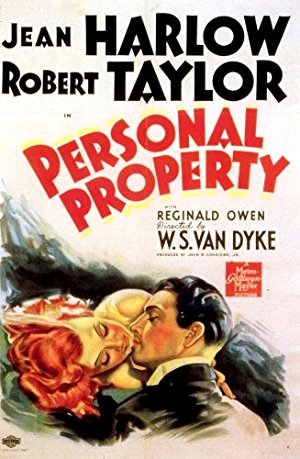 JEAN HARLOW
ROBERT TAYLOR
IN
PERSONAL
PROPERTY
WITH
REGINALD OWEN
Directed by
W.S. VAN DYKE
PRODUCED BY JOHN W. CONSIDINE, JR.
A
Metro-
Goldwyn-
Mayer
PICTURE